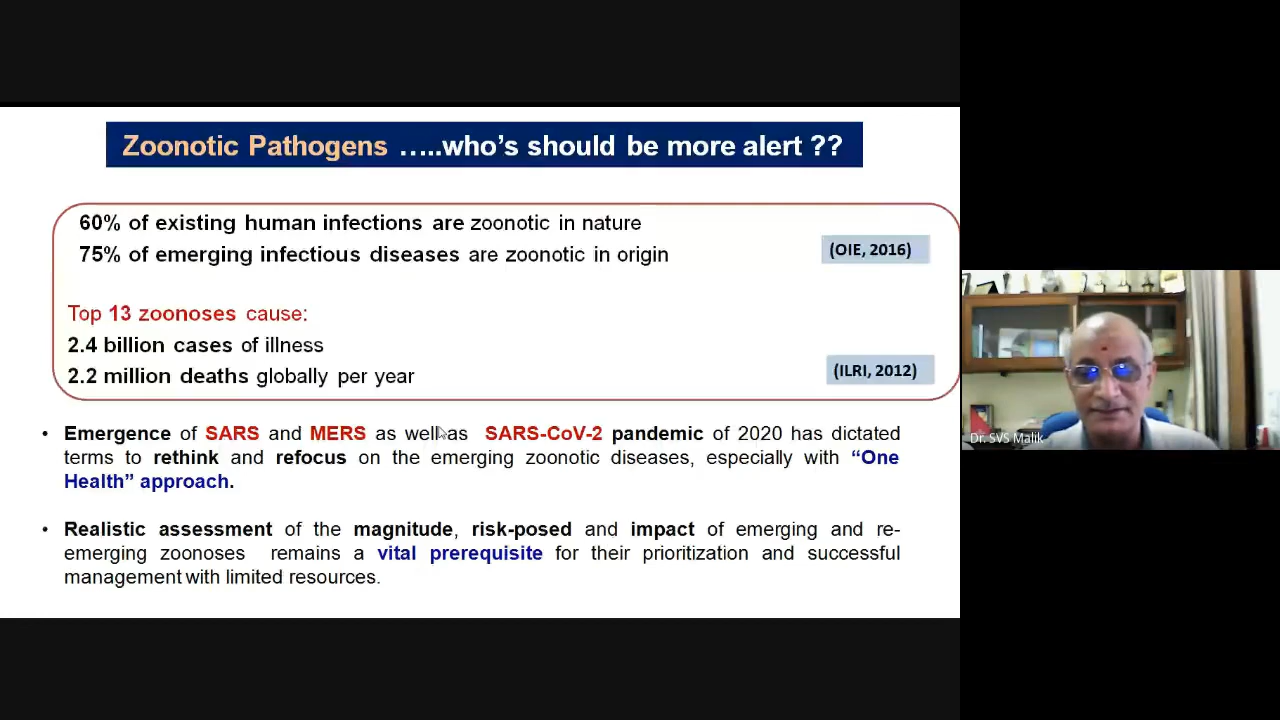 Zoonotic Pathogens …..who’s should be more alert ??
60% of existing human infections are zoonotic in nature
75% of emerging infectious diseases are zoonotic in origin
(OIE, 2016)
Top 13 zoonoses cause:
2.4 billion cases of illness
2.2 million deaths globally per year
(ILRI, 2012)
• Emergence of SARS and MERS as well as SARS-CoV-2 pandemic of 2020 has dictated
terms to rethink and refocus on the emerging zoonotic diseases, especially with “One
Health” approach.
• Realistic assessment of the magnitude, risk-posed and impact of emerging and re-
emerging zoonoses remains a vital prerequisite for their prioritization and successful
management with limited resources.
Dr. SVS Malik